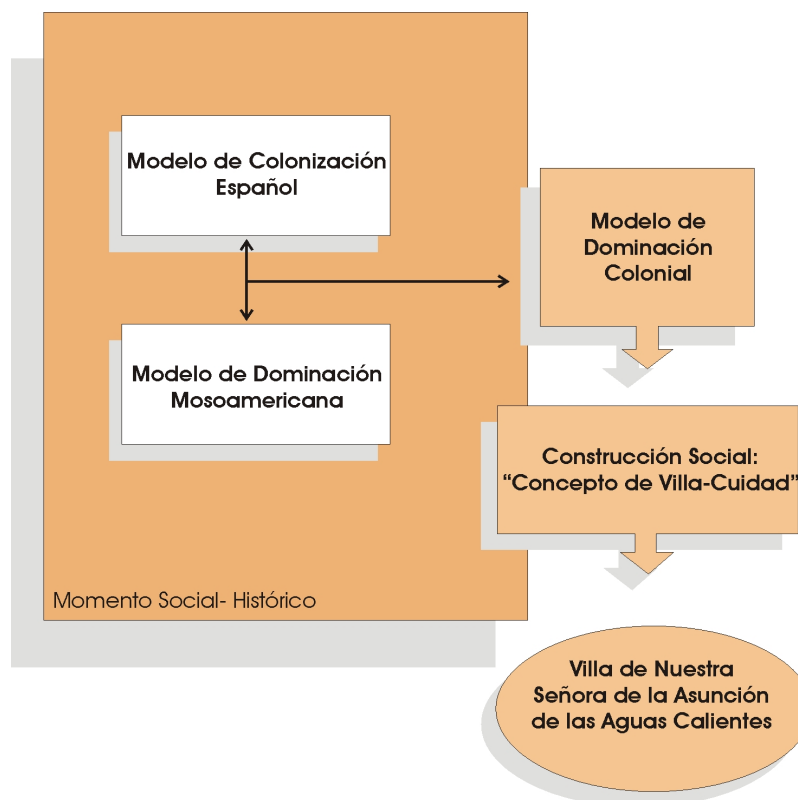 Modelo de Colonización
Español
Modelo de Dominación
Mosoamericana
Momento Social- Histórico
Modelo de
Dominación
Colonial
Construcción Social:
“Concepto de Villa-Cuidad”
Villa de Nuestra
Señora de la Asunción
de las Aguas Calientes